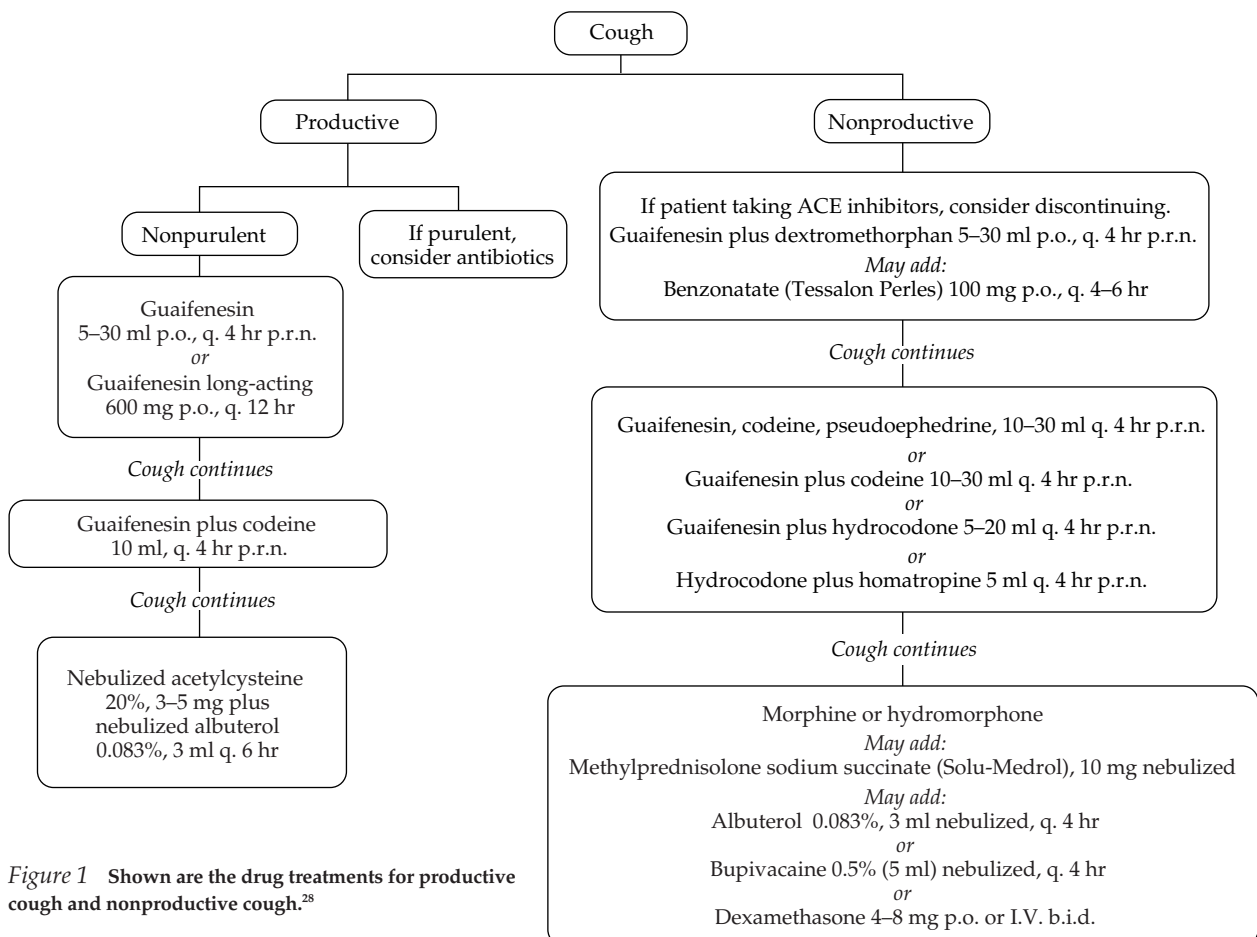 Cough
Productive
Nonpurulent
If purulent,
consider antibiotics
Guaifenesin
5–30 ml p.o., q. 4 hr p.r.n.
or
Guaifenesin long-acting
600 mg p.o., q. 12 hr
Cough continues
Guaifenesin plus codeine
10 ml, q. 4 hr p.r.n.
Cough continues
Nebulized acetylcysteine
20%, 3–5 mg plus
nebulized albuterol
0.083%, 3 ml q. 6 hr
Nonproductive
If patient taking ACE inhibitors, consider discontinuing.
Guaifenesin plus dextromethorphan 5–30 ml p.o., q. 4 hr p.r.n.
May add:
Benzonatate (Tessalon Perles) 100 mg p.o., q. 4–6 hr
Cough continues
Guaifenesin, codeine, pseudoephedrine, 10–30 ml q. 4 hr p.r.n.
or
Guaifenesin plus codeine 10–30 ml q. 4 hr p.r.n.
or
Guaifenesin plus hydrocodone 5–20 ml q. 4 hr p.r.n.
or
Hydrocodone plus homatropine 5 ml q. 4 hr p.r.n.
Cough continues
Morphine or hydromorphone
May add:
Methylprednisolone sodium succinate (Solu-Medrol), 10 mg nebulized
May add:
Albuterol 0.083%, 3 ml nebulized, q. 4 hr
or
Bupivacaine 0.5% (5 ml) nebulized, q. 4 hr
or
Dexamethasone 4–8 mg p.o. or I.V. b.i.d.
Figure 1 Shown are the drug treatments for productive
cough and nonproductive cough.28